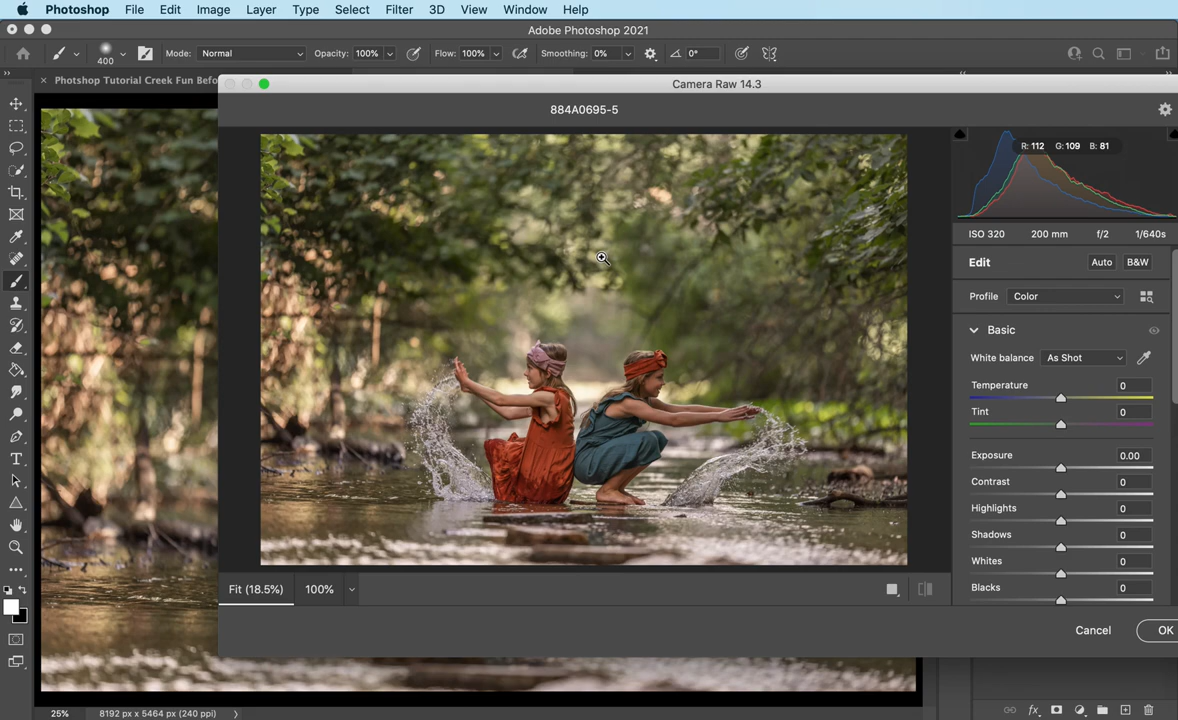 Photoshop File Edit Image Layer Type Select Filter 3D View Window Help
Adobe Photoshop 2021
400 Mode: Normal Opacity: 100% Flow: 100% Smoothing: 0% 0°
Photshop Tutorial Creek Fun Befo
Camera Raw 14.3
884A0695-5
R: 112 G: 109 B: 81
ISO 320 200 mm f/2 1/640s
Edit Auto B&W
Profile Color
Basic
White balance As Shot
Temperature 0
Tint 0
Exposure 0.00
Contrast 0
Highlights 0
Shadows 0
Whites 0
Blacks 0
Fit (18.5%) 100%
Cancel OK
25% 8192 px x 5464 px (240 ppi)
fx